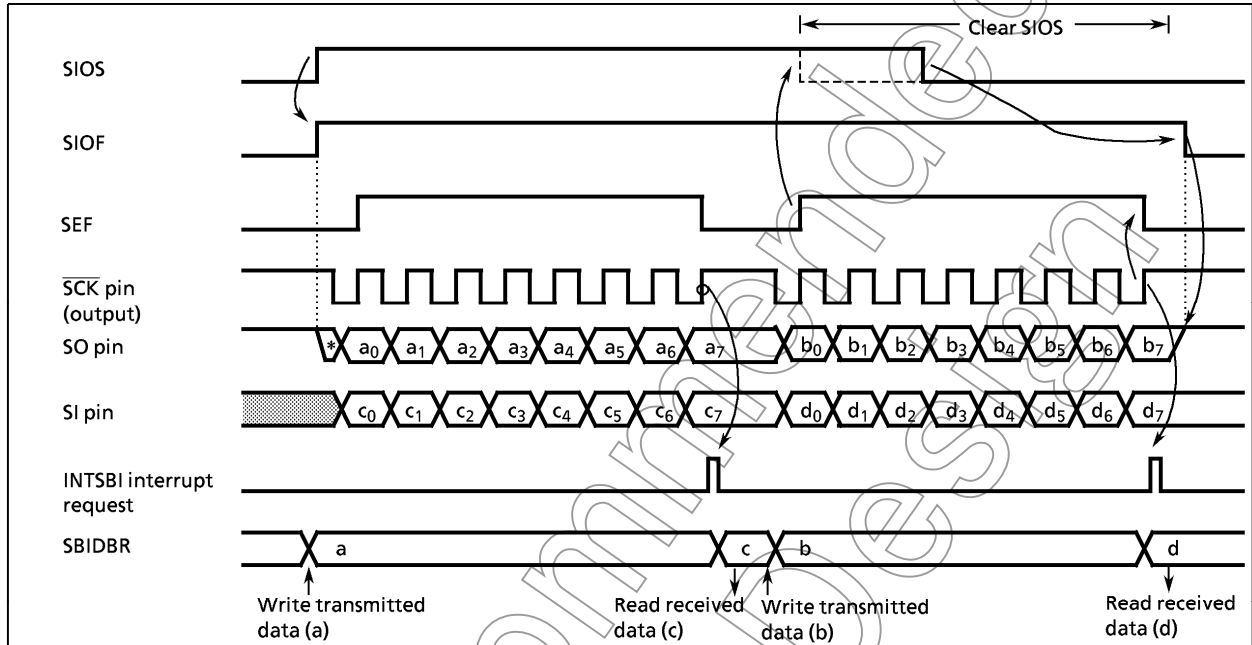 Clear SIOS
SIOS
SIOF
SEF
SCK pin
(output)
SO pin
* a0 a1 a2 a3 a4 a5 a6 a7 b0 b1 b2 b3 b4 b5 b6 b7
SI pin
c0 c1 c2 c3 c4 c5 c6 c7 d0 d1 d2 d3 d4 d5 d6 d7
INTSBI interrupt
request
SBIDBR
a c b d
Write transmitted
data (a)
Read received
data (c)
Write transmitted
data (b)
Read received
data (d)